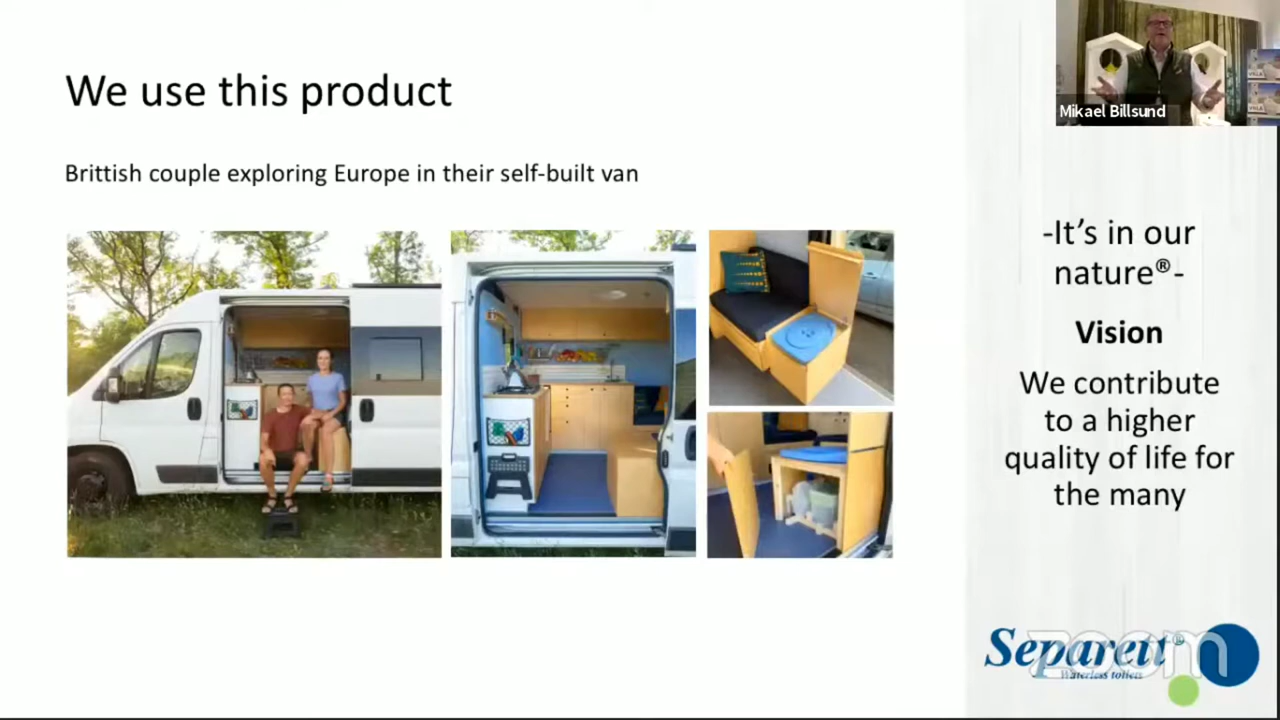 We use this product
Brittish couple exploring Europe in their self-built van
Mikael Billsund
-It's in our
nature®-
Vision
We contribute
to a higher
quality of life for
the many
Separett®
Waterless toilets
zoom